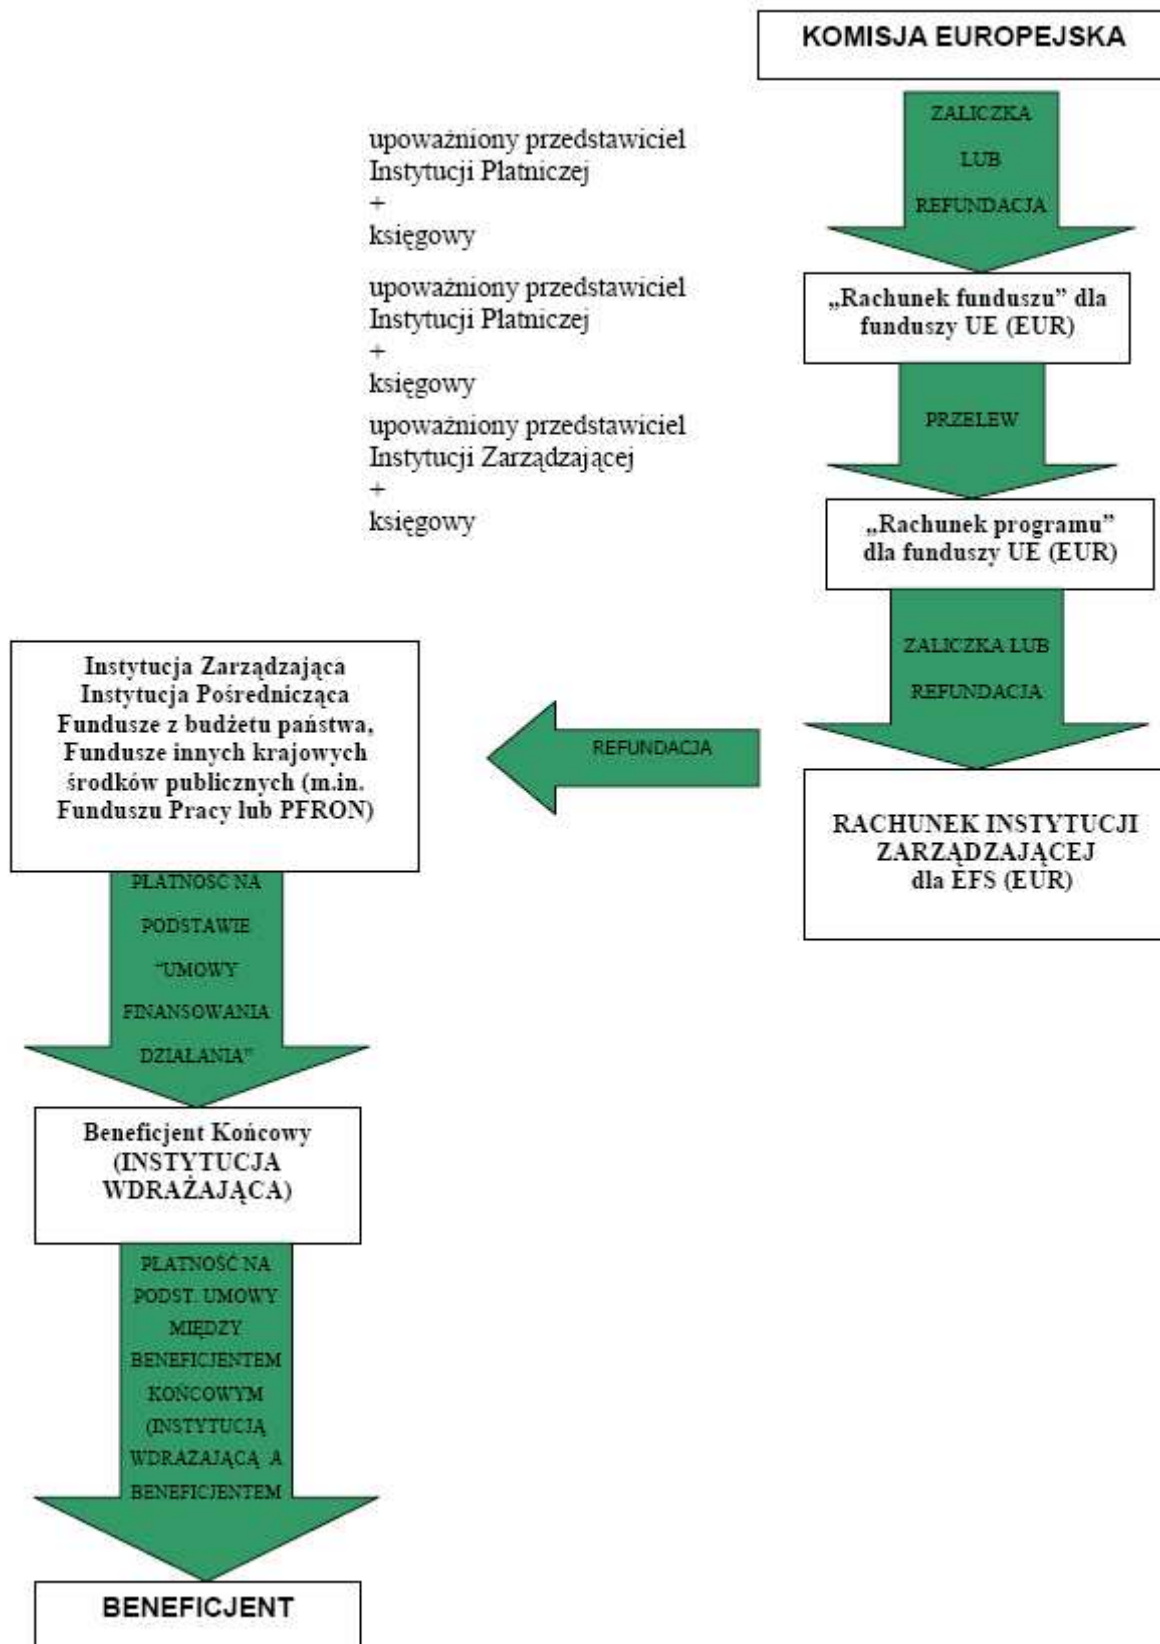 KOMISJA EUROPEJSKA
ZALICZKA
LUB
REFUNDACJA
upoważniony przedstawiciel
Instytucji Płatniczej
+
księgowy
„Rachunek funduszu” dla
funduszy UE (EUR)
upoważniony przedstawiciel
Instytucji Płatniczej
+
księgowy
PRZELEW
upoważniony przedstawiciel
Instytucji Zarządzającej
+
księgowy
„Rachunek programu”
dla funduszy UE (EUR)
ZALICZKA LUB
REFUNDACJA
RACHUNEK INSTYTUCJI
ZARZĄDZAJĄCEJ
dla EFS (EUR)
REFUNDACJA
Instytucja Zarządzająca
Instytucja Pośrednicząca
Fundusze z budżetu państwa,
Fundusze innych krajowych
środków publicznych (m.in.
Funduszu Pracy lub PFRON)
PŁATNOŚĆ NA
PODSTAWIE
“UMOWY
FINANSOWANIA
DZIAŁANIA”
Beneficjent Końcowy
(INSTYTUCJA
WDRAŻAJĄCA)
PŁATNOŚĆ NA
PODST. UMOWY
MIĘDZY
BENEFICJENTEM
KOŃCOWYM
(INSTYTUCJĄ
WDRAŻAJĄCĄ A
BENEFICJENTEM
BENEFICJENT